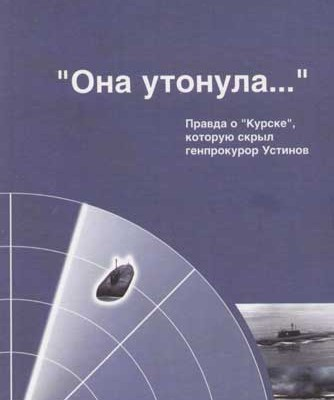 "Она утонула..."
Правда о "Курске",
которую скрыл
генпрокурор Устинов